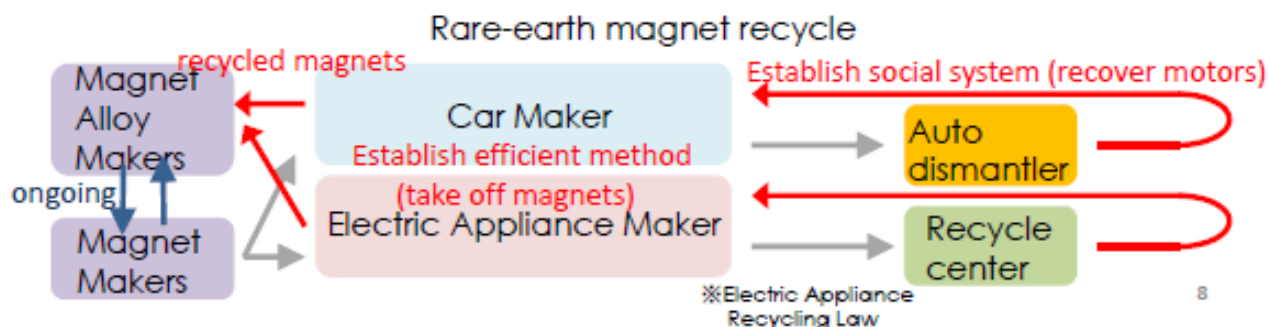 Rare-earth magnet recycle
recycled magnets
Establish social system (recover motors)
Magnet
Alloy
Makers
Car Maker
Auto
dismantler
Establish efficient method
(take off magnets)
ongoing
Electric Appliance Maker
Magnet
Makers
Recycle
center
※Electric Appliance
Recycling Law
8